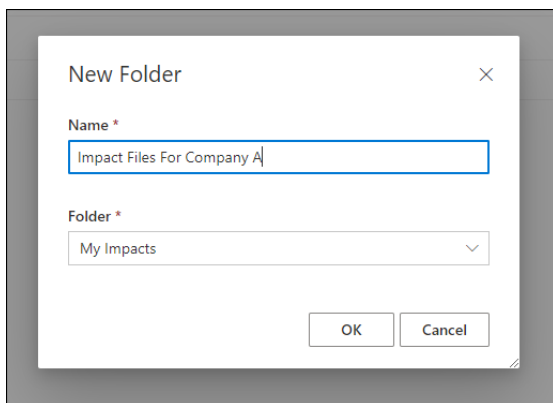 New Folder
Name *
Impact Files For Company A
Folder *
My Impacts
OK Cancel